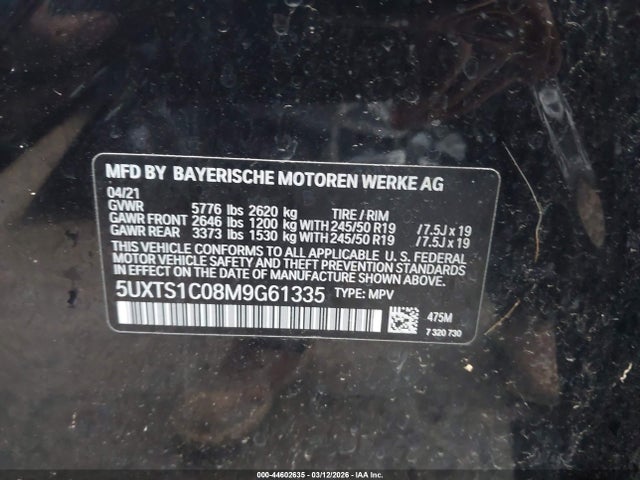 MFD BY BAYERISCHE MOTOREN WERKE AG
04/21
GVWR 5776 lbs 2620 kg TIRE / RIM
GAWR FRONT 2646 lbs 1200 kg WITH 245/50 R19 /7.5J x 19
GAWR REAR 3373 lbs 1530 kg WITH 245/50 R19 /7.5J x 19
THIS VEHICLE CONFORMS TO ALL APPLICABLE U. S. FEDERAL
MOTOR VEHICLE SAFETY AND THEFT PREVENTION STANDARDS
IN EFFECT ON THE DATE OF MANUFACTURE SHOWN ABOVE.
5UXTS1C08M9G61335 TYPE: MPV
475M
7 320 730
000-44602635 - 03/12/2026 - IAA Inc.